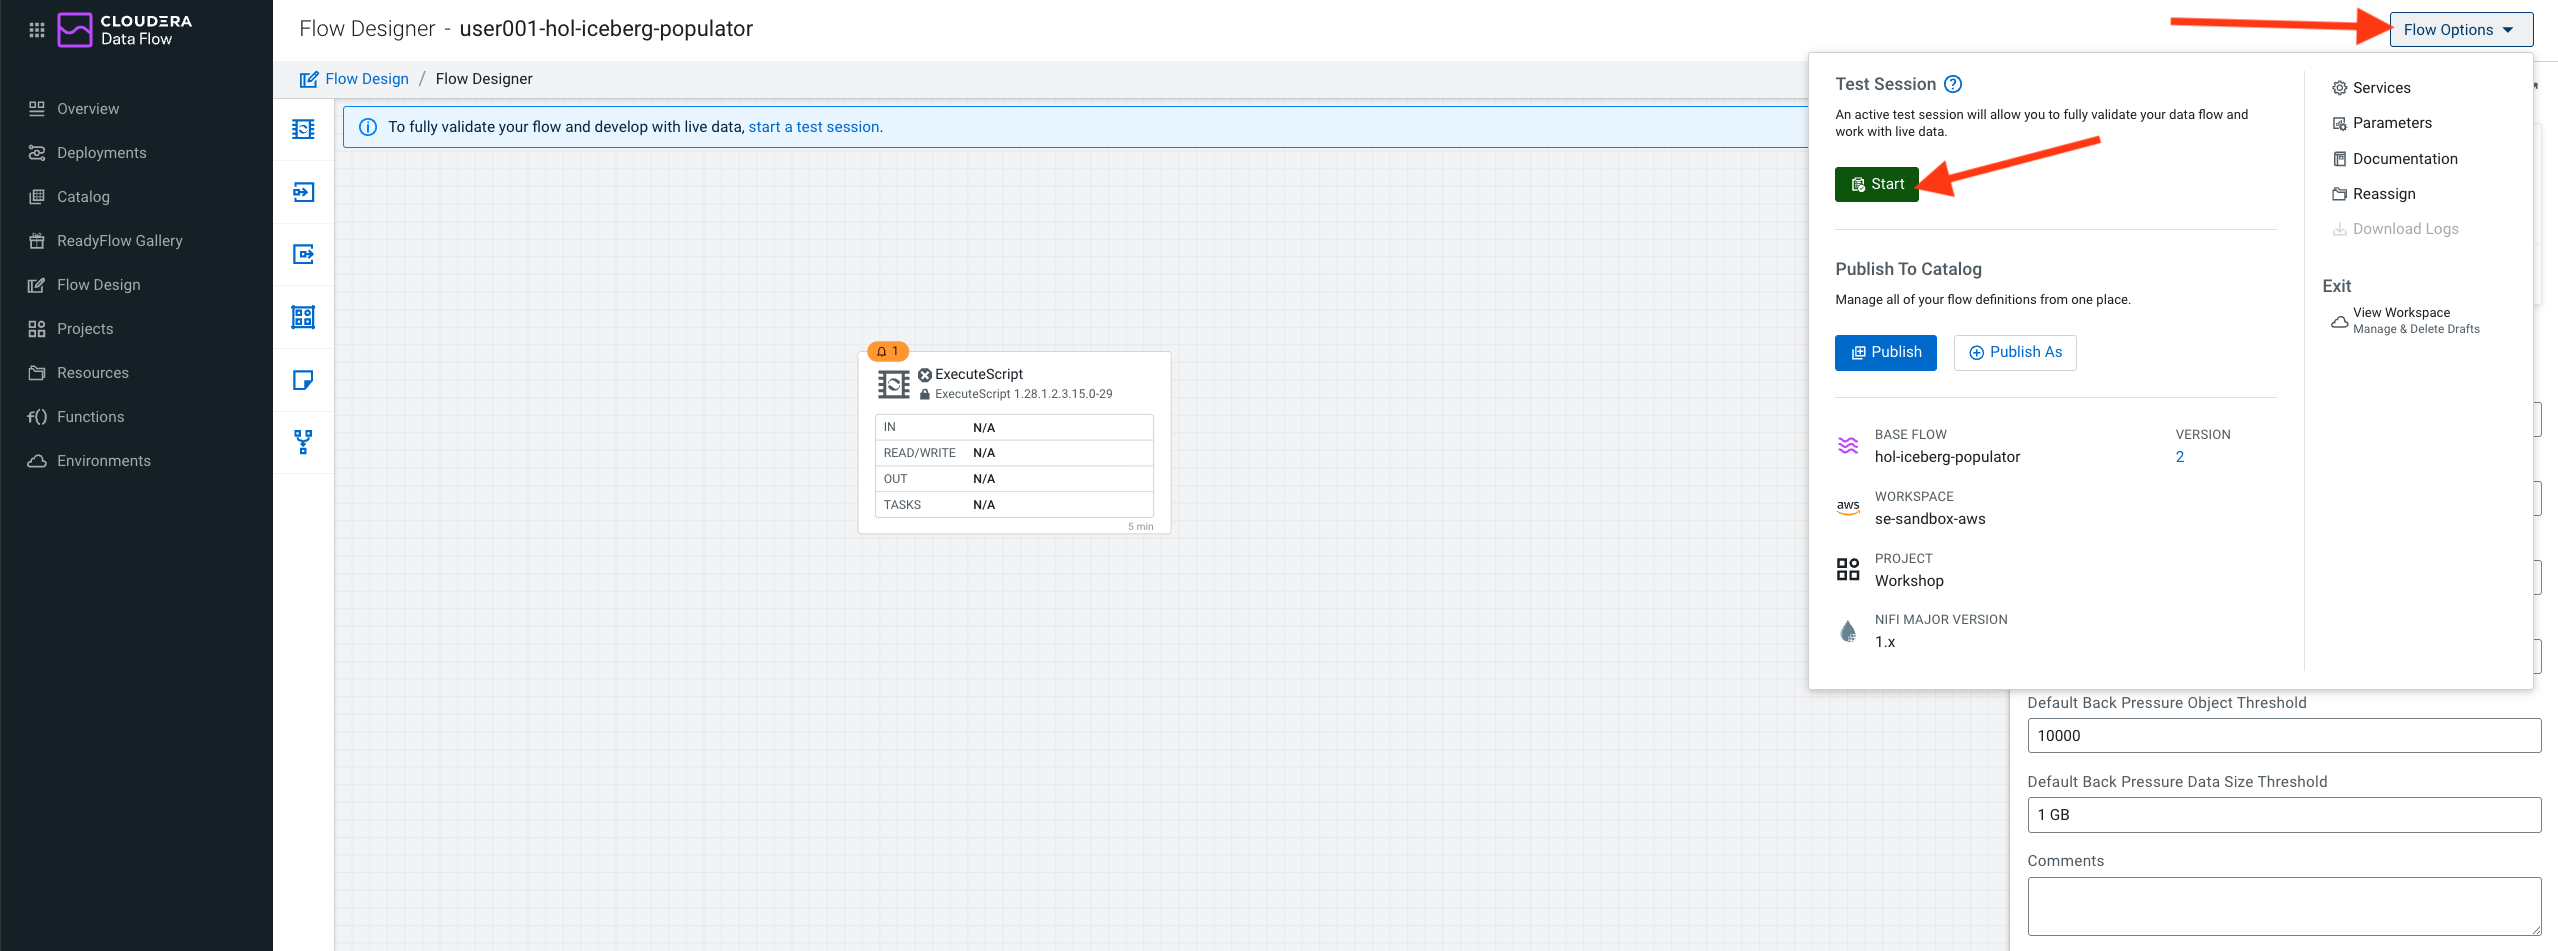 CLOUDERA
Data Flow
Overview
Deployments
Catalog
ReadyFlow Gallery
Flow Design
Projects
Resources
Functions
Environments
Flow Designer - user001-hol-iceberg-populator
Flow Options
Flow Design / Flow Designer
To fully validate your flow and develop with live data, start a test session.
1
ExecuteScript
ExecuteScript 1.28.1.2.3.15.0-29
IN N/A
READ/WRITE N/A
OUT N/A
TASKS N/A
5 min
Test Session
An active test session will allow you to fully validate your data flow and
work with live data.
Start
Publish To Catalog
Manage all of your flow definitions from one place.
Publish
Publish As
BASE FLOW
hol-iceberg-populator
VERSION
2
aws
WORKSPACE
se-sandbox-aws
PROJECT
Workshop
NIFI MAJOR VERSION
1.x
Services
Parameters
Documentation
Reassign
Download Logs
Exit
View Workspace
Manage & Delete Drafts
Default Back Pressure Object Threshold
10000
Default Back Pressure Data Size Threshold
1 GB
Comments